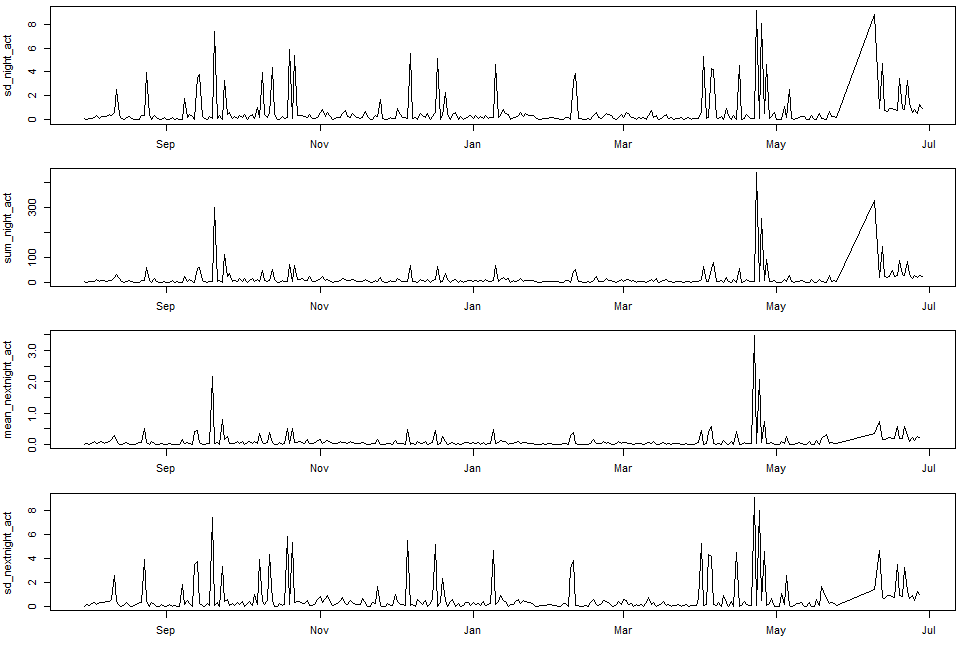 sd_night_act
0 2 4 6 8
Sep Nov Jan Mar May Jul
sum_night_act
0 100 300
Sep Nov Jan Mar May Jul
mean_nextnight_act
0.0 1.0 2.0 3.0
Sep Nov Jan Mar May Jul
sd_nextnight_act
0 2 4 6 8
Sep Nov Jan Mar May Jul